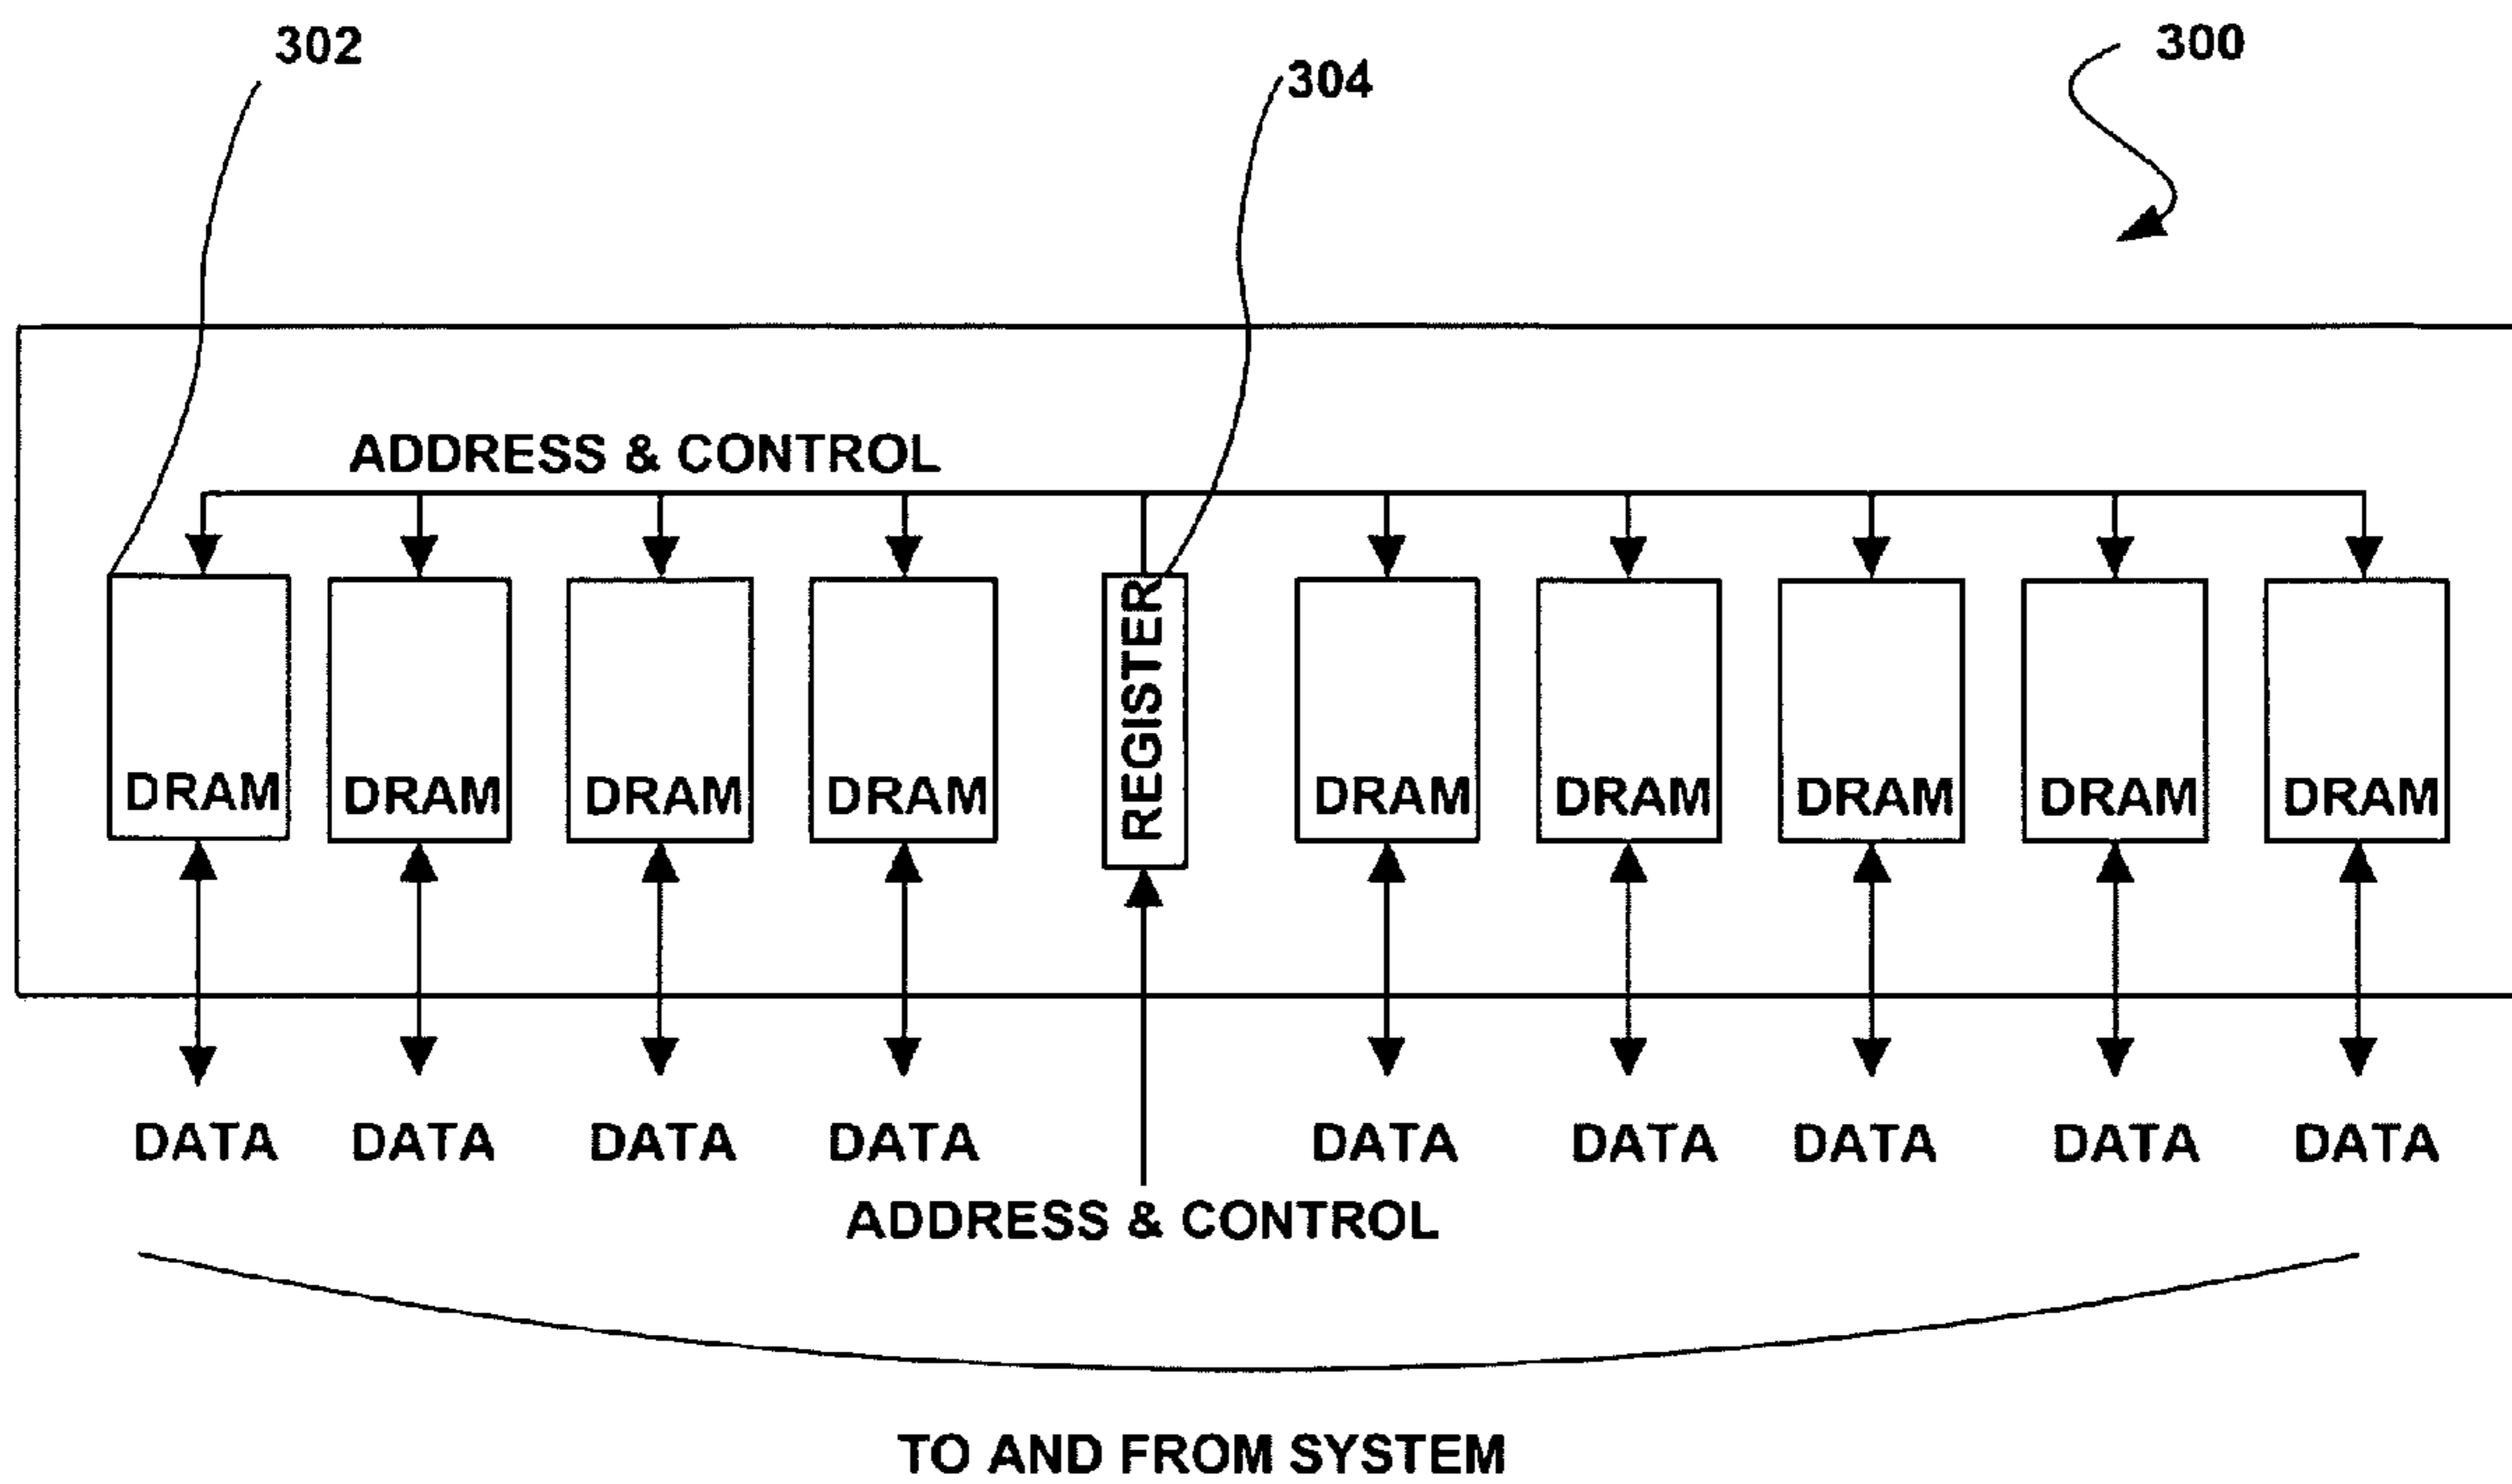 302
304
300
ADDRESS & CONTROL
REGISTER
DRAM DRAM DRAM DRAM DRAM DRAM DRAM DRAM DRAM
DATA DATA DATA DATA DATA DATA DATA DATA DATA
ADDRESS & CONTROL
TO AND FROM SYSTEM